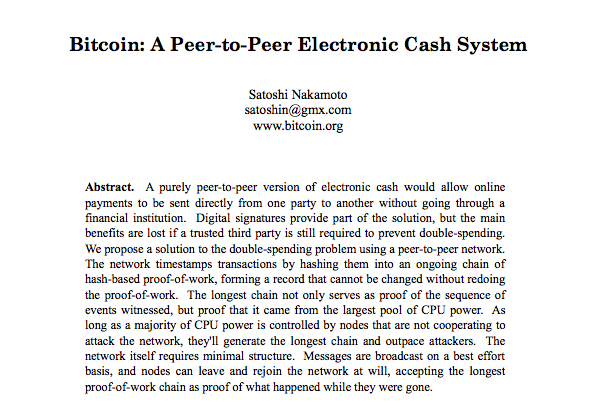 Bitcoin: A Peer-to-Peer Electronic Cash System
Satoshi Nakamoto
satoshin@gmx.com
www.bitcoin.org
Abstract. A purely peer-to-peer version of electronic cash would allow online
payments to be sent directly from one party to another without going through a
financial institution. Digital signatures provide part of the solution, but the main
benefits are lost if a trusted third party is still required to prevent double-spending.
We propose a solution to the double-spending problem using a peer-to-peer network.
The network timestamps transactions by hashing them into an ongoing chain of
hash-based proof-of-work, forming a record that cannot be changed without redoing
the proof-of-work. The longest chain not only serves as proof of the sequence of
events witnessed, but proof that it came from the largest pool of CPU power. As
long as a majority of CPU power is controlled by nodes that are not cooperating to
attack the network, they'll generate the longest chain and outpace attackers. The
network itself requires minimal structure. Messages are broadcast on a best effort
basis, and nodes can leave and rejoin the network at will, accepting the longest
proof-of-work chain as proof of what happened while they were gone.